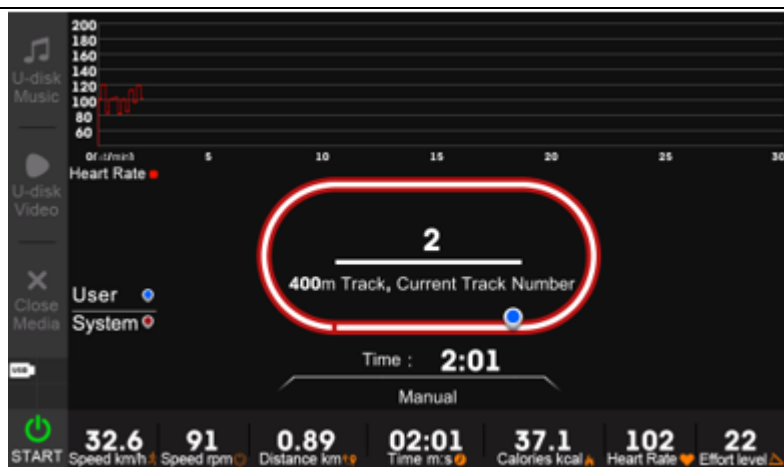 200
180
160
140
120
100
80
60
5 10 15 20 25 30
Heart Rate
U-disk
Music
U-disk
Video
Close
Media
2
400m Track, Current Track Number
User
System
Time : 2:01
Manual
USB
START
32.6 91 0.89 02:01 37.1 102 22
Speed km/h Speed rpm Distance km Time m:s Calories kcal Heart Rate Effort level